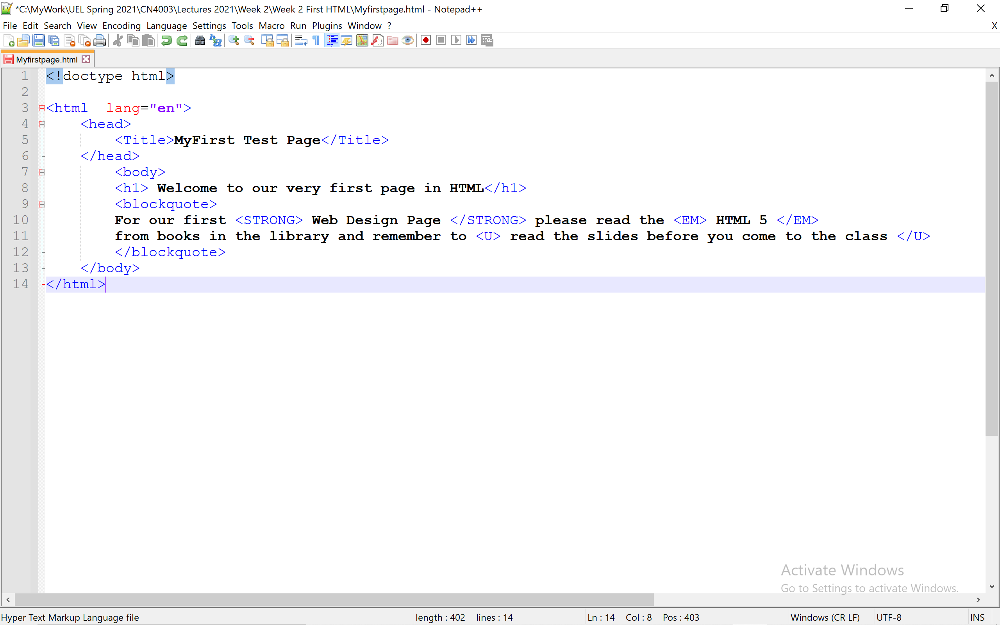 *C:\MyWork\UEL Spring 2021\CN4003\Lectures 2021\Week 2\Week 2 First HTML\Myfirstpage.html - Notepad++
File Edit Search View Encoding Language Settings Tools Macro Run Plugins Window ? X
Myfirstpage.html
1 <!doctype html>
2
3 <html  lang="en">
4 <head>
5 <Title>MyFirst Test Page</Title>
6 </head>
7 <body>
8 <h1> Welcome to our very first page in HTML</h1>
9 <blockquote>
10 For our first <STRONG> Web Design Page </STRONG> please read the <EM> HTML 5 </EM>
11 from books in the library and remember to <U> read the slides before you come to the class </U>
12 </blockquote>
13 </body>
14 </html>
Activate Windows
Go to Settings to activate Windows.
Hyper Text Markup Language file length : 402 lines : 14 Ln : 14 Col : 8 Pos : 403 Windows (CR LF) UTF-8 INS